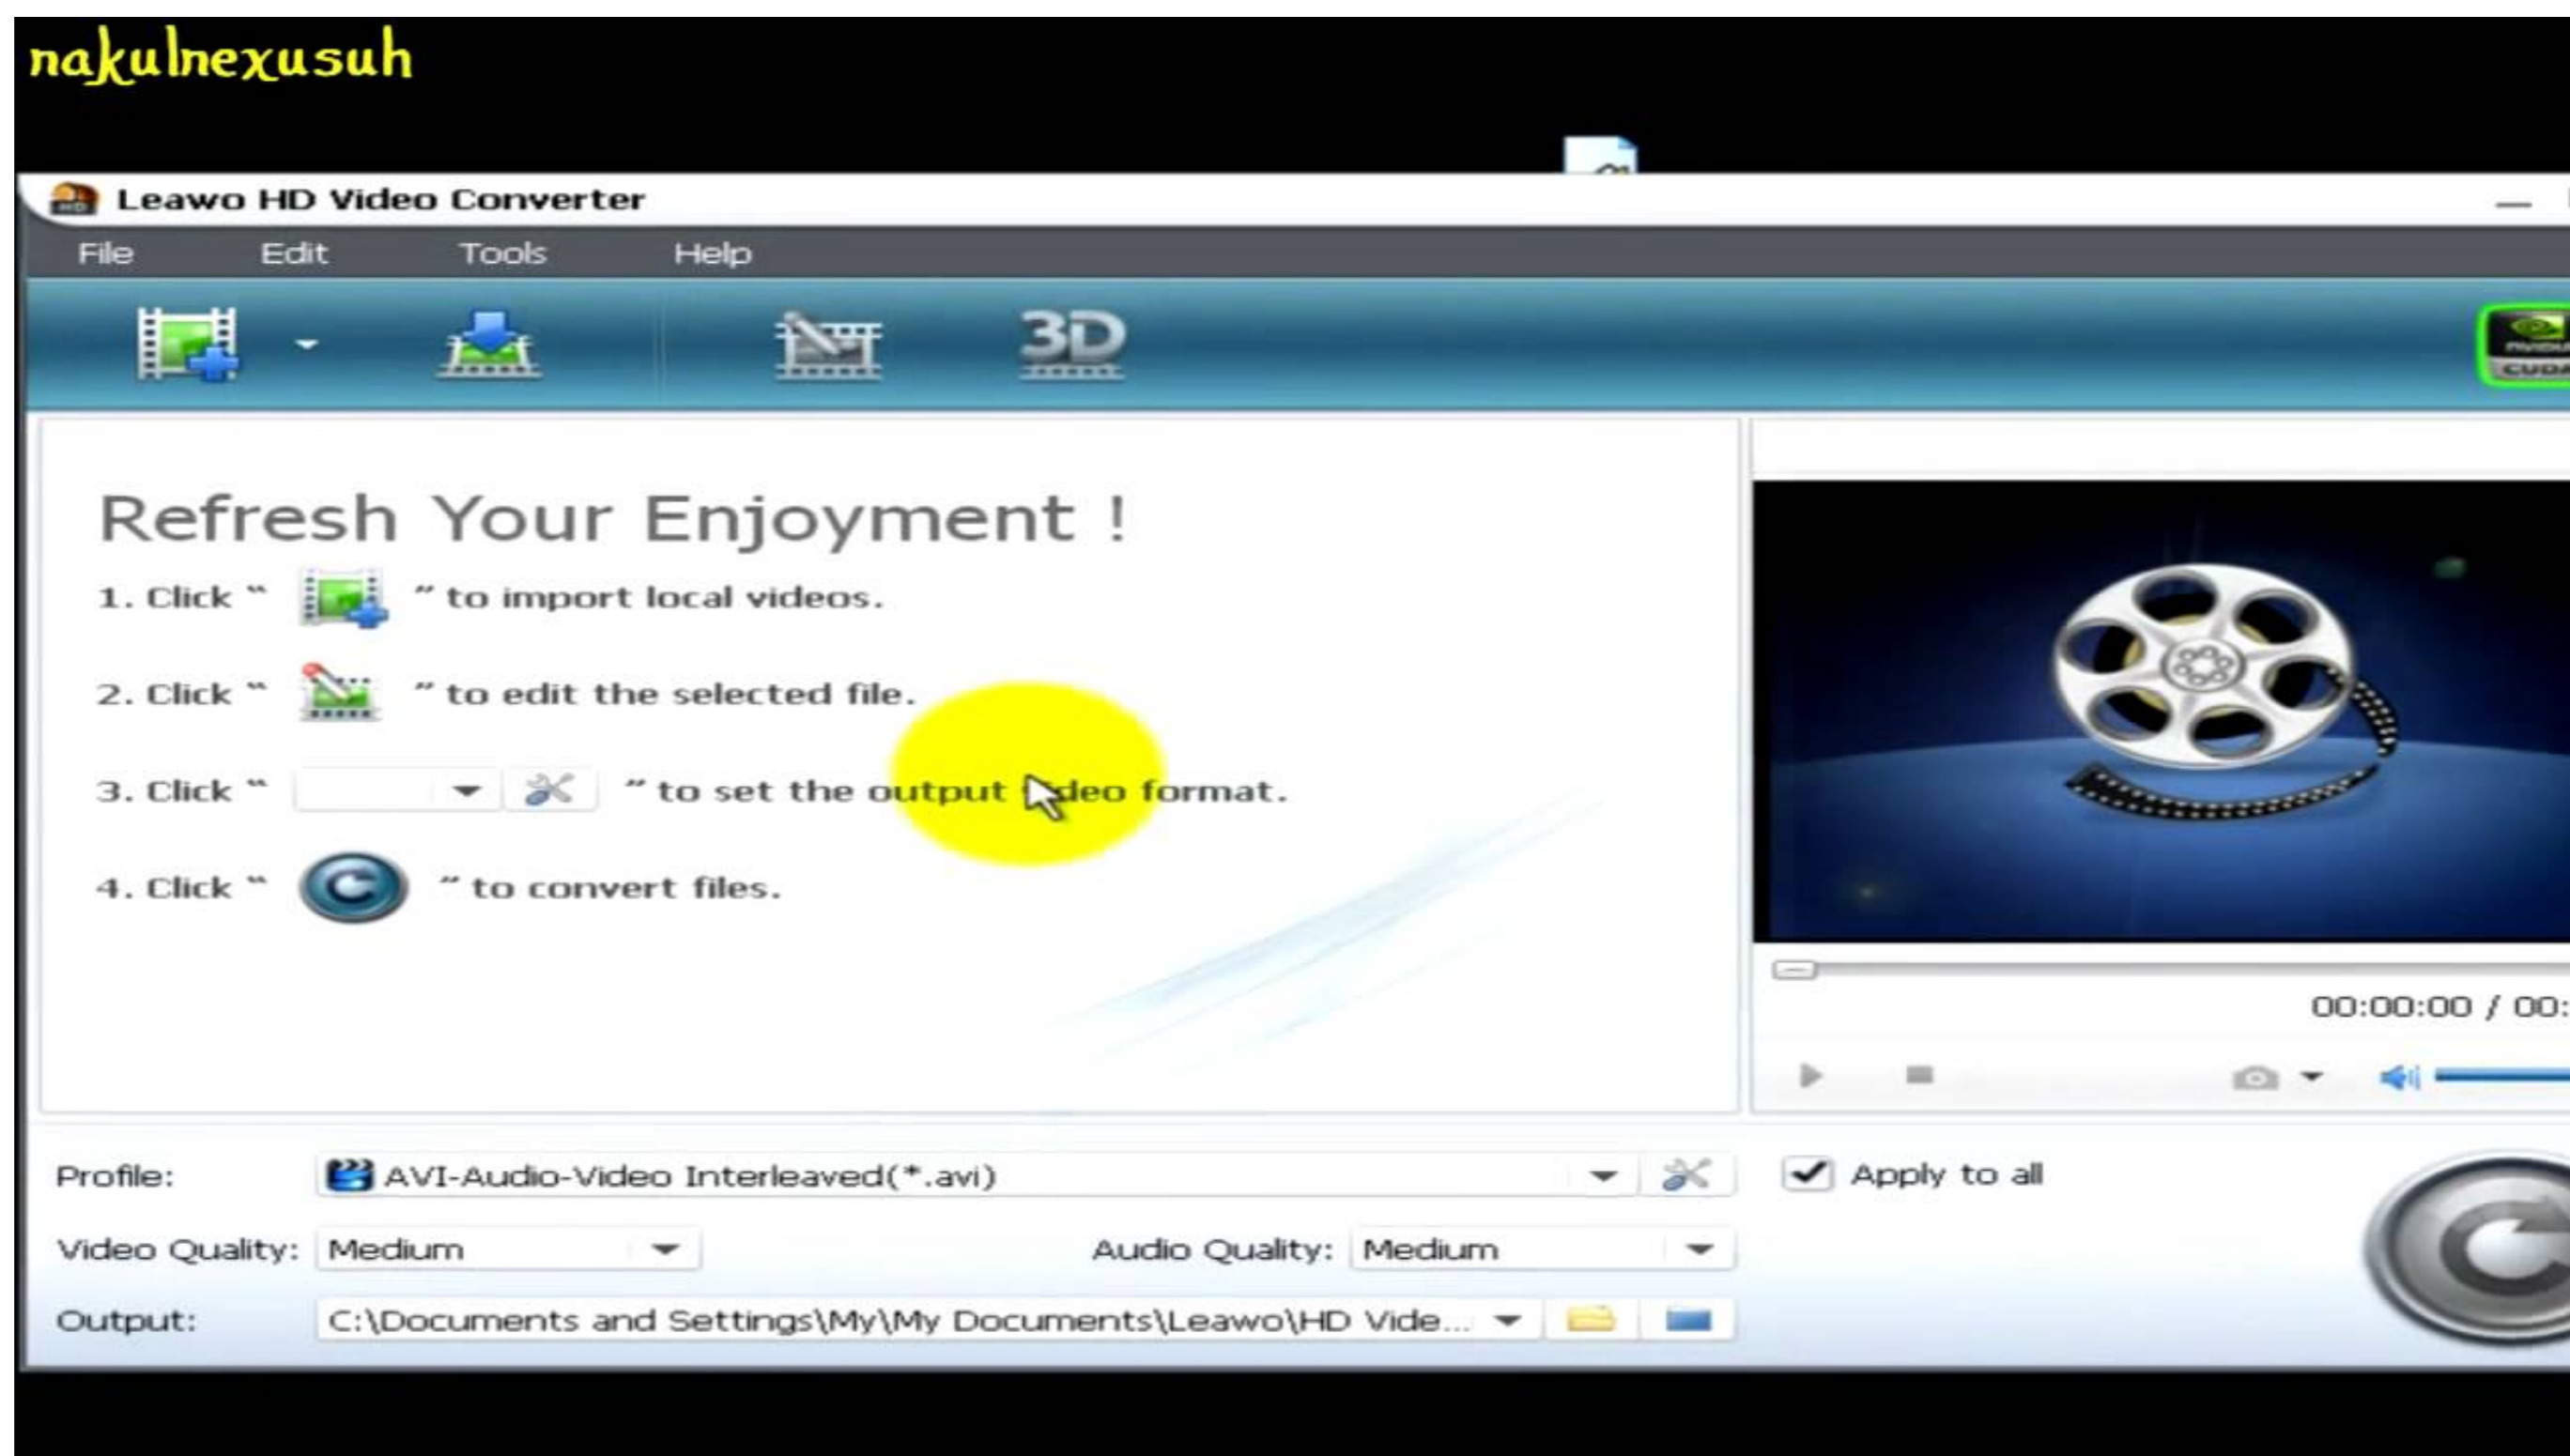 nakulnexusuh
Leawo HD Video Converter
File Edit Tools Help
3D
NVIDIA
CUDA
Refresh Your Enjoyment !
1. Click “ ” to import local videos.
2. Click “ ” to edit the selected file.
3. Click “ ” to set the output video format.
4. Click “ ” to convert files.
00:00:00 / 00:
Profile: AVI-Audio-Video Interleaved(*.avi) Apply to all
Video Quality: Medium Audio Quality: Medium
Output: C:\Documents and Settings\My\My Documents\Leawo\HD Vide...